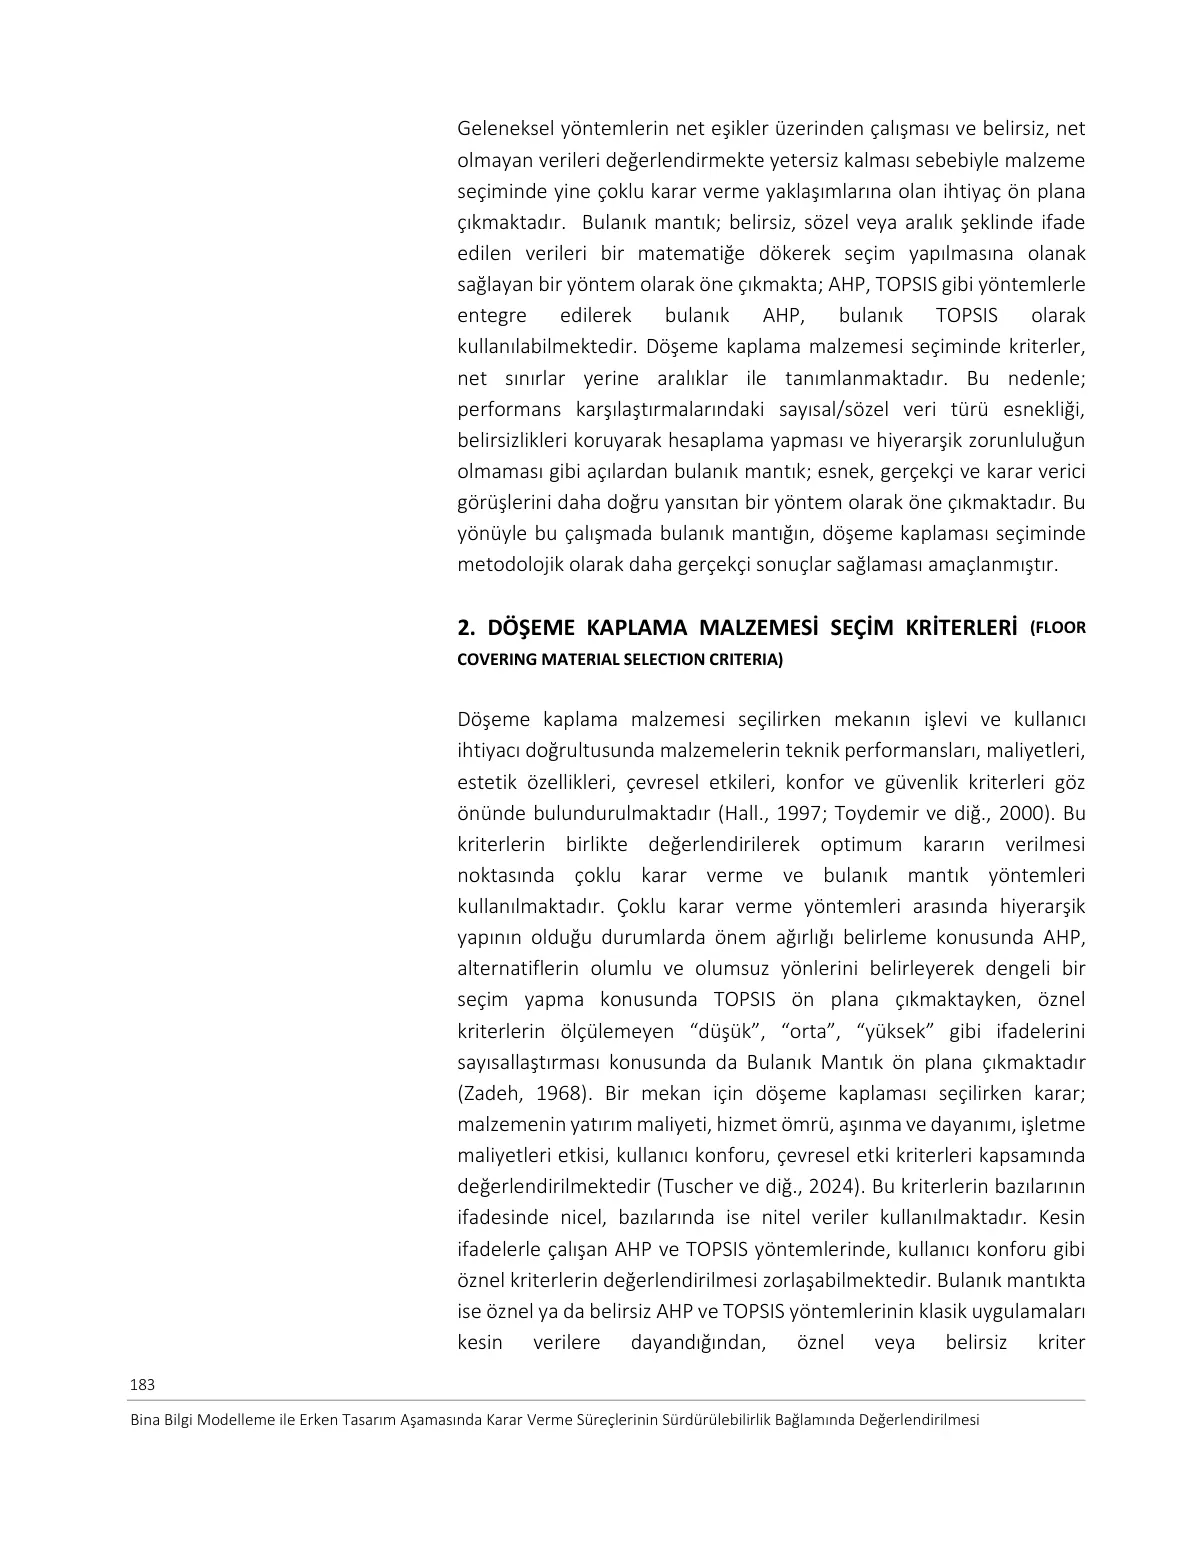 Geleneksel yöntemlerin net eşikler üzerinden çalışması ve belirsiz, net
olmayan verileri değerlendirmekte yetersiz kalması sebebiyle malzeme
seçiminde yine çoklu karar verme yaklaşımlarına olan ihtiyaç ön plana
çıkmaktadır.  Bulanık mantık; belirsiz, sözel veya aralık şeklinde ifade
edilen verileri bir matematiğe dökerek seçim yapılmasına olanak
sağlayan bir yöntem olarak öne çıkmakta; AHP, TOPSIS gibi yöntemlerle
entegre edilerek bulanık AHP, bulanık TOPSIS olarak
kullanılabilmektedir. Döşeme kaplama malzemesi seçiminde kriterler,
net sınırlar yerine aralıklar ile tanımlanmaktadır. Bu nedenle;
performans karşılaştırmalarındaki sayısal/sözel veri türü esnekliği,
belirsizlikleri koruyarak hesaplama yapması ve hiyerarşik zorunluluğun
olmaması gibi açılardan bulanık mantık; esnek, gerçekçi ve karar verici
görüşlerini daha doğru yansıtan bir yöntem olarak öne çıkmaktadır. Bu
yönüyle bu çalışmada bulanık mantığın, döşeme kaplaması seçiminde
metodolojik olarak daha gerçekçi sonuçlar sağlaması amaçlanmıştır.
2. DÖŞEME KAPLAMA MALZEMESİ SEÇİM KRİTERLERİ (FLOOR
COVERING MATERIAL SELECTION CRITERIA)
Döşeme kaplama malzemesi seçilirken mekanın işlevi ve kullanıcı
ihtiyacı doğrultusunda malzemelerin teknik performansları, maliyetleri,
estetik özellikleri, çevresel etkileri, konfor ve güvenlik kriterleri göz
önünde bulundurulmaktadır (Hall., 1997; Toydemir ve diğ., 2000). Bu
kriterlerin birlikte değerlendirilerek optimum kararın verilmesi
noktasında çoklu karar verme ve bulanık mantık yöntemleri
kullanılmaktadır. Çoklu karar verme yöntemleri arasında hiyerarşik
yapının olduğu durumlarda önem ağırlığı belirleme konusunda AHP,
alternatiflerin olumlu ve olumsuz yönlerini belirleyerek dengeli bir
seçim yapma konusunda TOPSIS ön plana çıkmaktayken, öznel
kriterlerin ölçülemeyen “düşük”, “orta”, “yüksek” gibi ifadelerini
sayısallaştırması konusunda da Bulanık Mantık ön plana çıkmaktadır
(Zadeh, 1968). Bir mekan için döşeme kaplaması seçilirken karar;
malzemenin yatırım maliyeti, hizmet ömrü, aşınma ve dayanımı, işletme
maliyetleri etkisi, kullanıcı konforu, çevresel etki kriterleri kapsamında
değerlendirilmektedir (Tuscher ve diğ., 2024). Bu kriterlerin bazılarının
ifadesinde nicel, bazılarında ise nitel veriler kullanılmaktadır. Kesin
ifadelerle çalışan AHP ve TOPSIS yöntemlerinde, kullanıcı konforu gibi
öznel kriterlerin değerlendirilmesi zorlaşabilmektedir. Bulanık mantıkta
ise öznel ya da belirsiz AHP ve TOPSIS yöntemlerinin klasik uygulamaları
kesin verilere dayandığından, öznel veya belirsiz kriter
183
Bina Bilgi Modelleme ile Erken Tasarım Aşamasında Karar Verme Süreçlerinin Sürdürülebilirlik Bağlamında Değerlendirilmesi